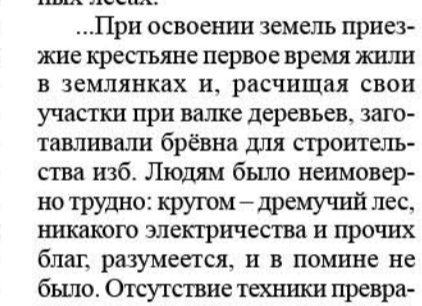 ных лесах.
...При освоении земель приез-
жие крестьяне первое время жили
в землянках и, расчищая свои
участки при валке деревьев, заго-
тавливали брёвна для строитель-
ства изб. Людям было неимовер-
но трудно: кругом – дремучий лес,
никакого электричества и прочих
благ, разумеется, и в помине не
было. Отсутствие техники превра-